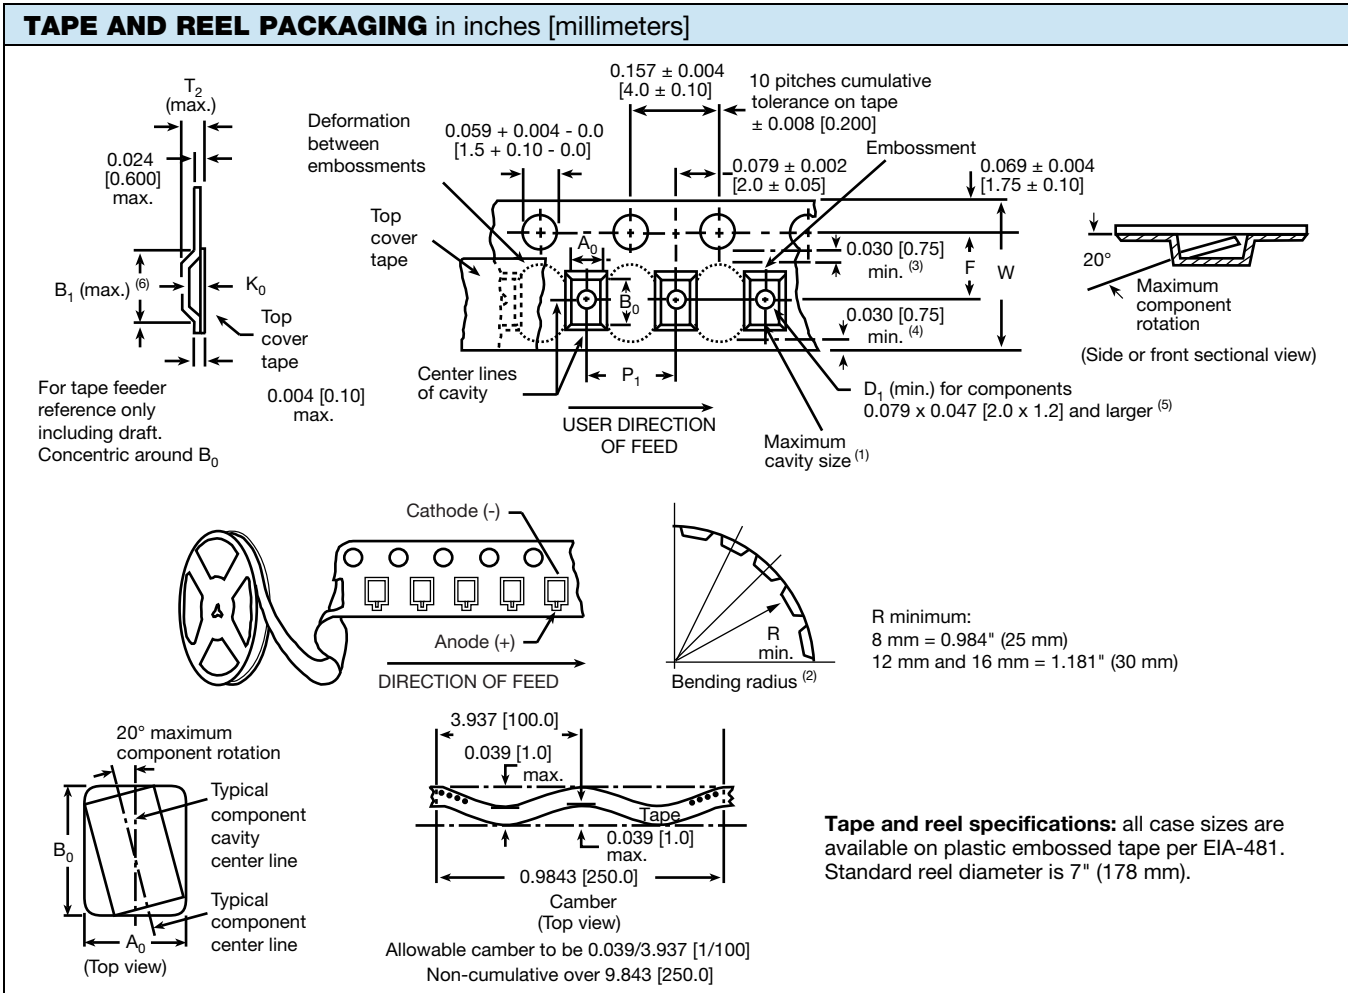 TAPE AND REEL PACKAGING in inches [millimeters]
T2
(max.)
0.024
[0.600]
max.
B1 (max.) (6)
K0
Top
cover
tape
For tape feeder
reference only
including draft.
Concentric around B0
0.004 [0.10]
max.
Deformation
between
embossments
Top
cover
tape
0.059 + 0.004 - 0.0
[1.5 + 0.10 - 0.0]
0.157 ± 0.004
[4.0 ± 0.10]
10 pitches cumulative
tolerance on tape
± 0.008 [0.200]
0.079 ± 0.002
[2.0 ± 0.05]
Embossment
0.069 ± 0.004
[1.75 ± 0.10]
A0
B0
0.030 [0.75]
min. (3)
F
W
0.030 [0.75]
min. (4)
Center lines
of cavity
P1
USER DIRECTION
OF FEED
D1 (min.) for components
0.079 x 0.047 [2.0 x 1.2] and larger (5)
Maximum
cavity size (1)
20°
Maximum
component
rotation
(Side or front sectional view)
Cathode (-)
Anode (+)
DIRECTION OF FEED
R
min.
Bending radius (2)
R minimum:
8 mm = 0.984" (25 mm)
12 mm and 16 mm = 1.181" (30 mm)
20° maximum
component rotation
Typical
component
cavity
center line
B0
Typical
component
center line
A0
(Top view)
3.937 [100.0]
0.039 [1.0]
max.
Tape
0.039 [1.0]
max.
0.9843 [250.0]
Camber
(Top view)
Allowable camber to be 0.039/3.937 [1/100]
Non-cumulative over 9.843 [250.0]
Tape and reel specifications: all case sizes are
available on plastic embossed tape per EIA-481.
Standard reel diameter is 7" (178 mm).